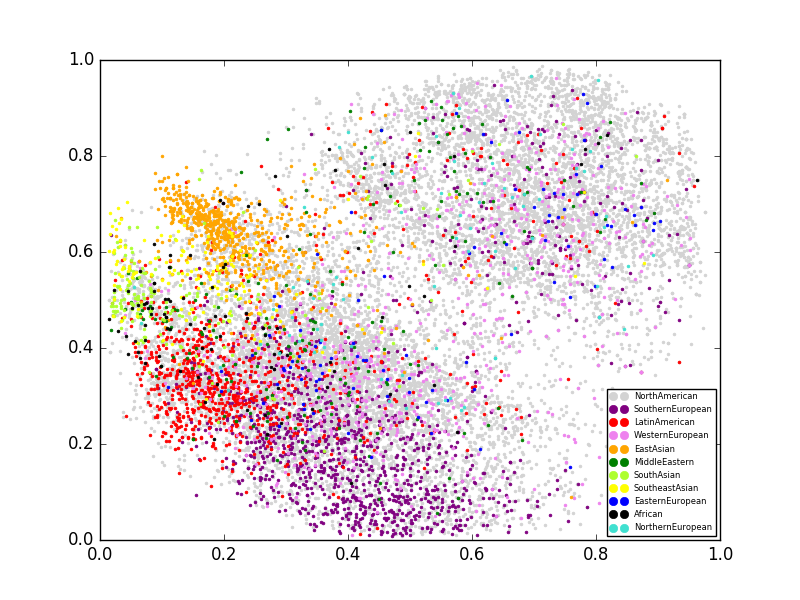 1.0
0.8
0.6
0.4
0.2
0.0
0.0 0.2 0.4 0.6 0.8 1.0
NorthAmerican
SouthernEuropean
LatinAmerican
WesternEuropean
EastAsian
MiddleEastern
SouthAsian
SoutheastAsian
EasternEuropean
African
NorthernEuropean